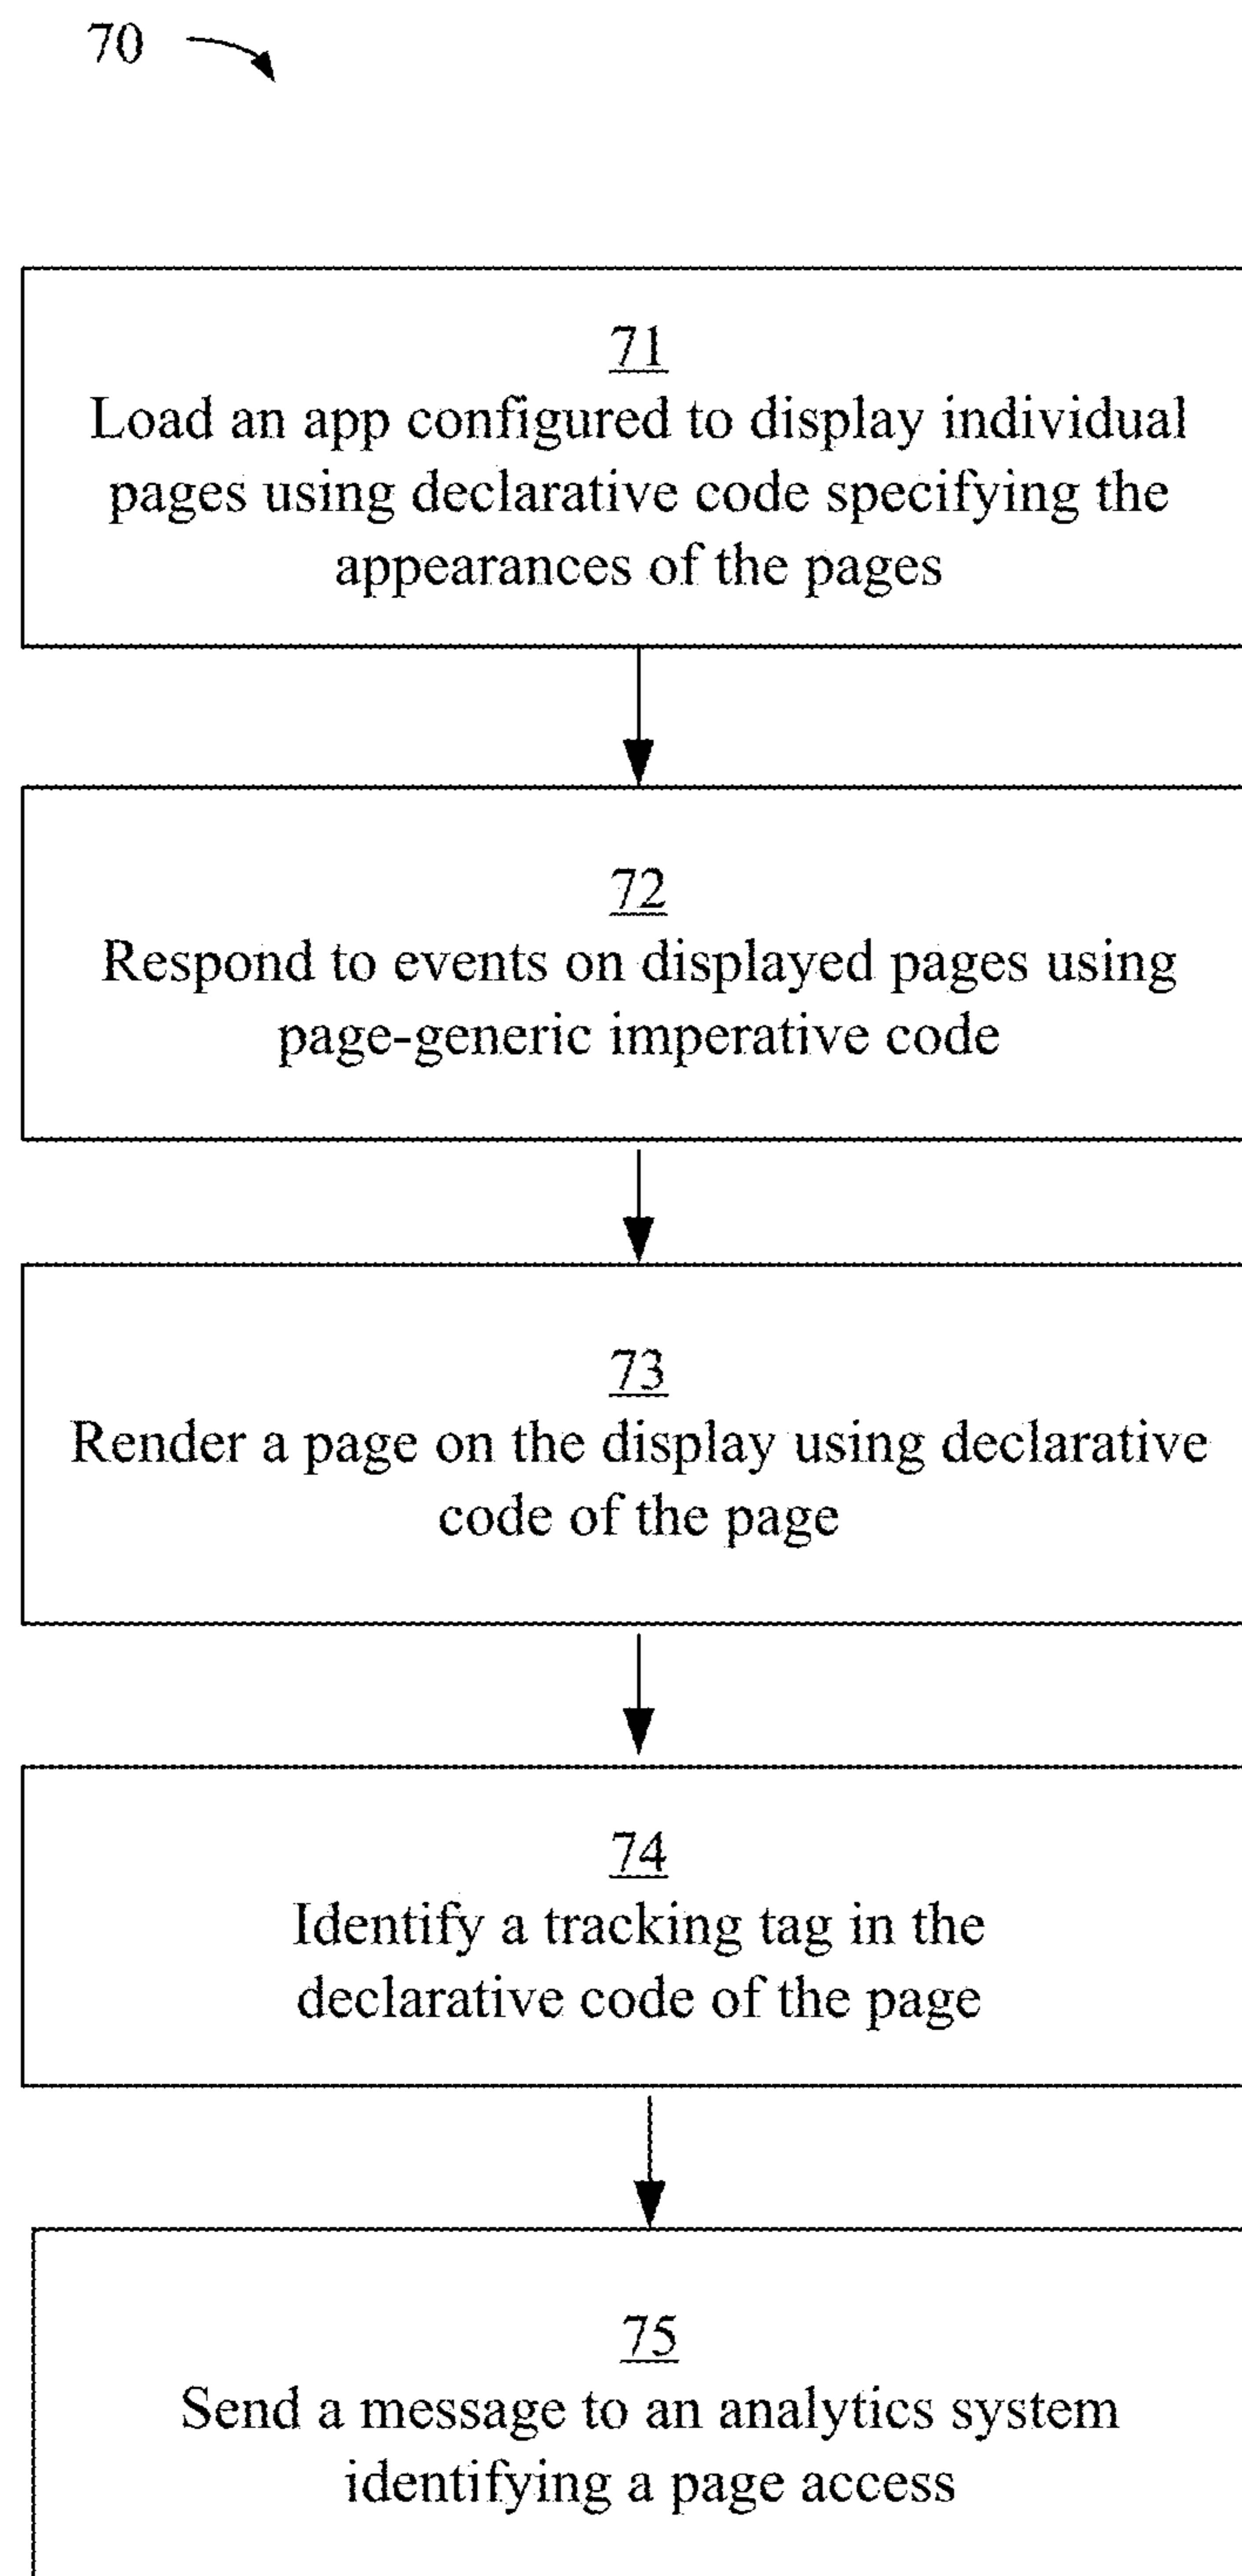 70
71
Load an app configured to display individual
pages using declarative code specifying the
appearances of the pages
72
Respond to events on displayed pages using
page-generic imperative code
73
Render a page on the display using declarative
code of the page
74
Identify a tracking tag in the
declarative code of the page
75
Send a message to an analytics system
identifying a page access